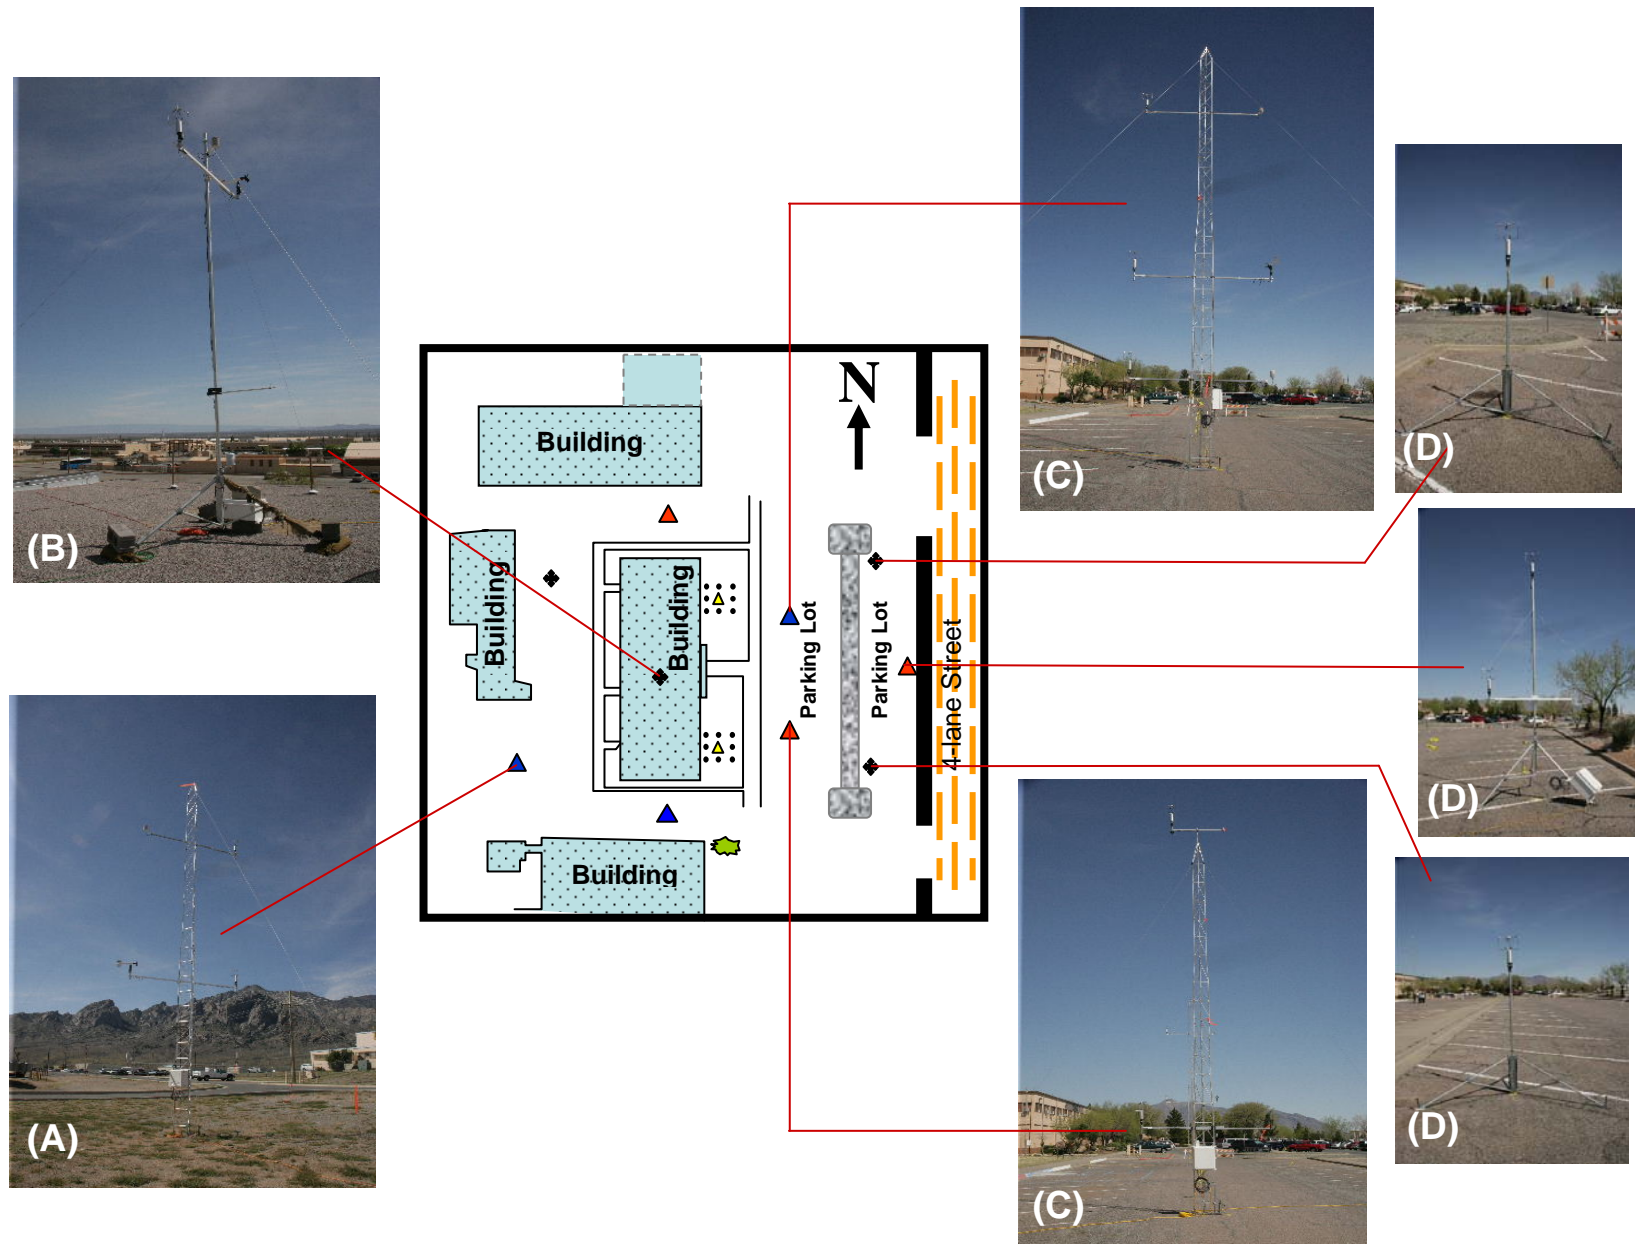 (B)
(A)
N
Building
Building
Building
Building
Parking Lot
Parking Lot
4-lane Street
(C)
(D)
(D)
(D)
(C)